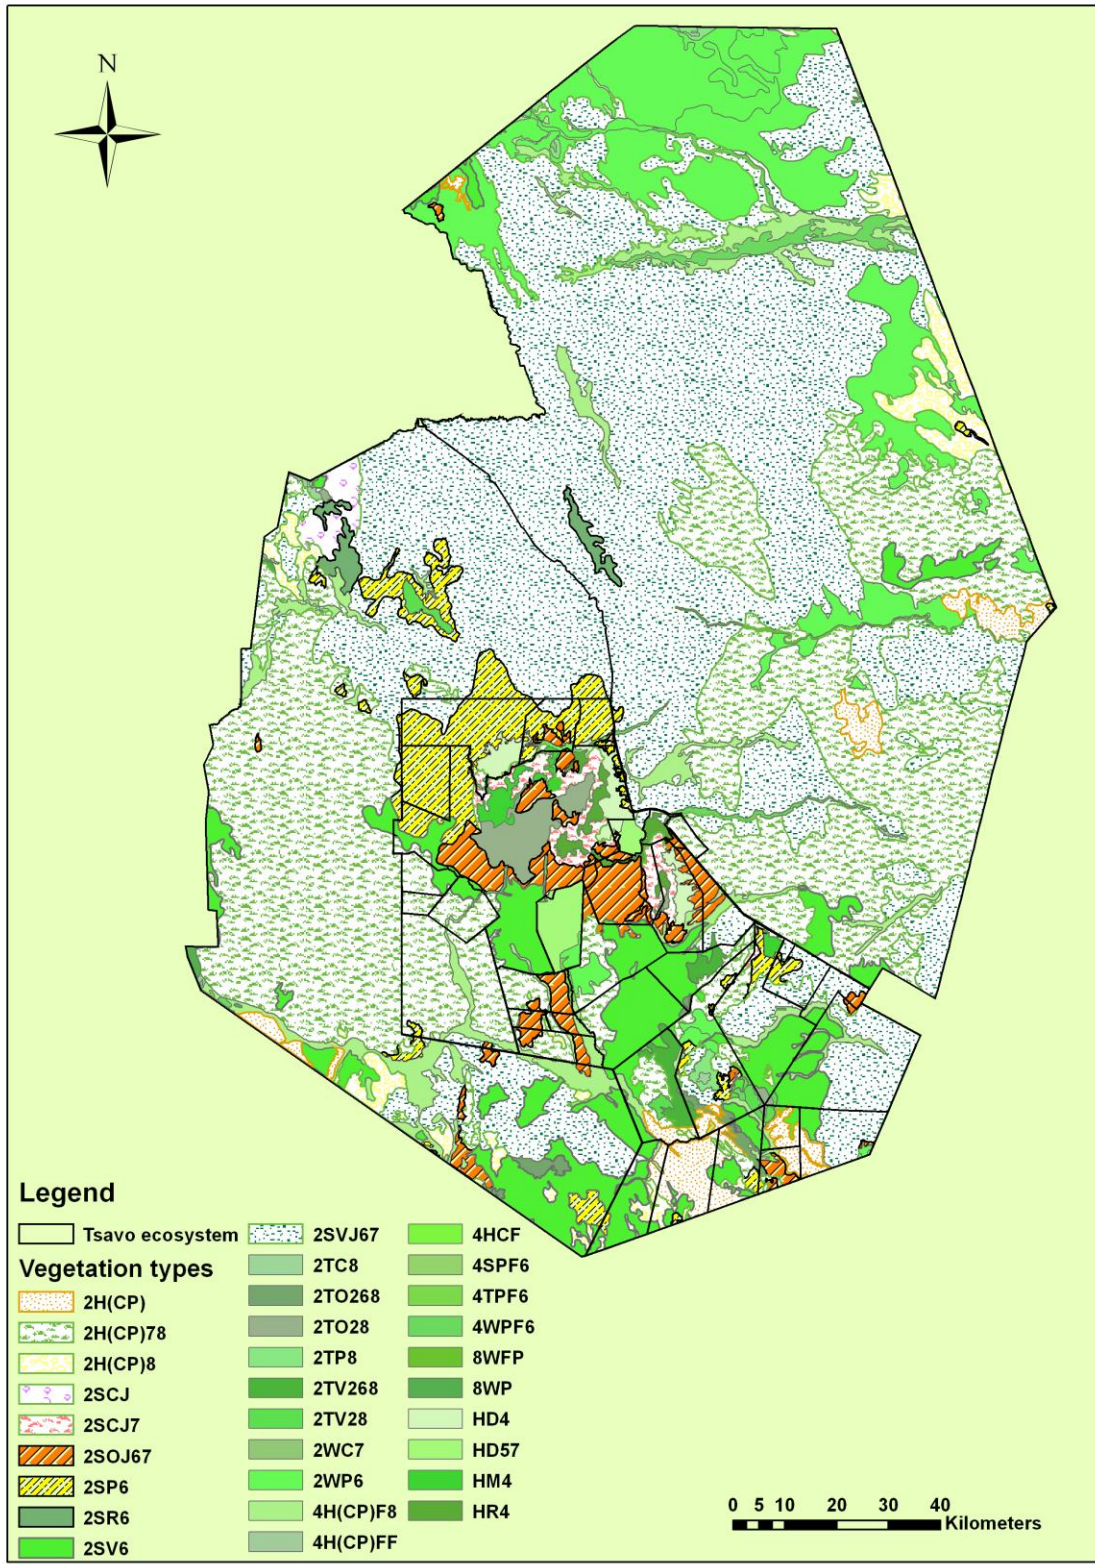 N
Legend
Tsavo ecosystem
Vegetation types
2H(CP)
2H(CP)78
2H(CP)8
2SCJ
2SCJ7
2SOJ67
2SP6
2SR6
2SV6
2SVJ67
2TC8
2TO268
2TO28
2TP8
2TV268
2TV28
2WC7
2WP6
4H(CP)F8
4H(CP)FF
4HCF
4SPF6
4TPF6
4WPF6
8WFP
8WP
HD4
HD57
HM4
HR4
0 5 10 20 30 40
Kilometers